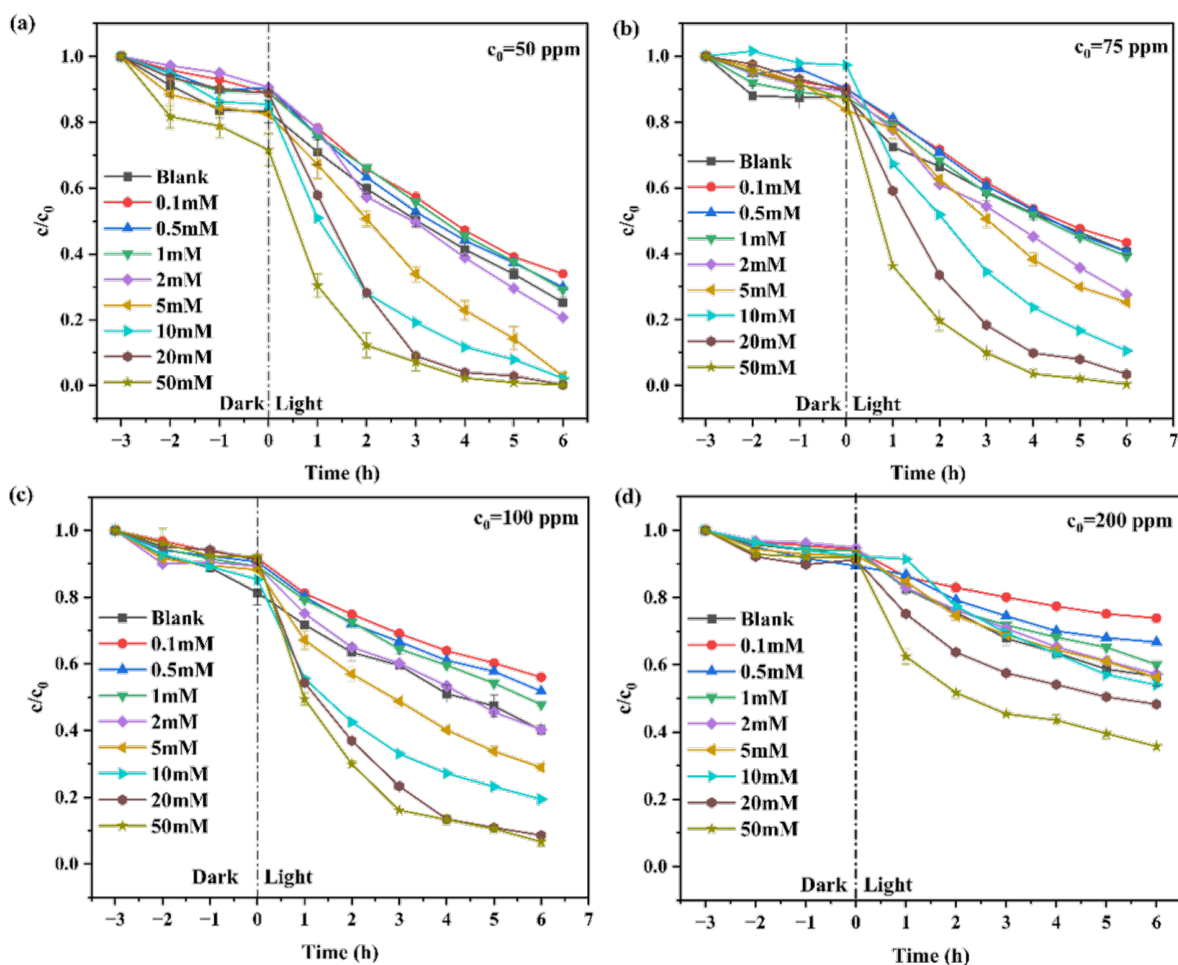 (a)
c₀=50 ppm
1.0
0.8
0.6
0.4
0.2
0.0
c/c₀
Blank
0.1mM
0.5mM
1mM
2mM
5mM
10mM
20mM
50mM
Dark Light
−3 −2 −1 0 1 2 3 4 5 6
Time (h)
(b)
c₀=75 ppm
1.0
0.8
0.6
0.4
0.2
0.0
c/c₀
Blank
0.1mM
0.5mM
1mM
2mM
5mM
10mM
20mM
50mM
Dark Light
−3 −2 −1 0 1 2 3 4 5 6 7
Time (h)
(c)
c₀=100 ppm
1.0
0.8
0.6
0.4
0.2
0.0
c/c₀
Blank
0.1mM
0.5mM
1mM
2mM
5mM
10mM
20mM
50mM
Dark Light
−3 −2 −1 0 1 2 3 4 5 6 7
Time (h)
(d)
c₀=200 ppm
1.0
0.8
0.6
0.4
0.2
0.0
c/c₀
Blank
0.1mM
0.5mM
1mM
2mM
5mM
10mM
20mM
50mM
Dark Light
−3 −2 −1 0 1 2 3 4 5 6
Time (h)